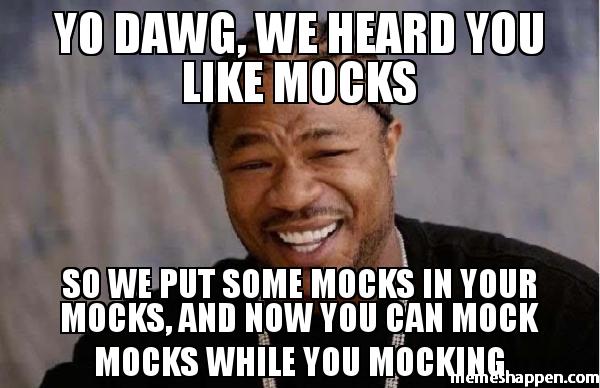 YO DAWG, WE HEARD YOU
LIKE MOCKS
SO WE PUT SOME MOCKS IN YOUR
MOCKS, AND NOW YOU CAN MOCK
MOCKS WHILE YOU MOCKING
memeshappen.com